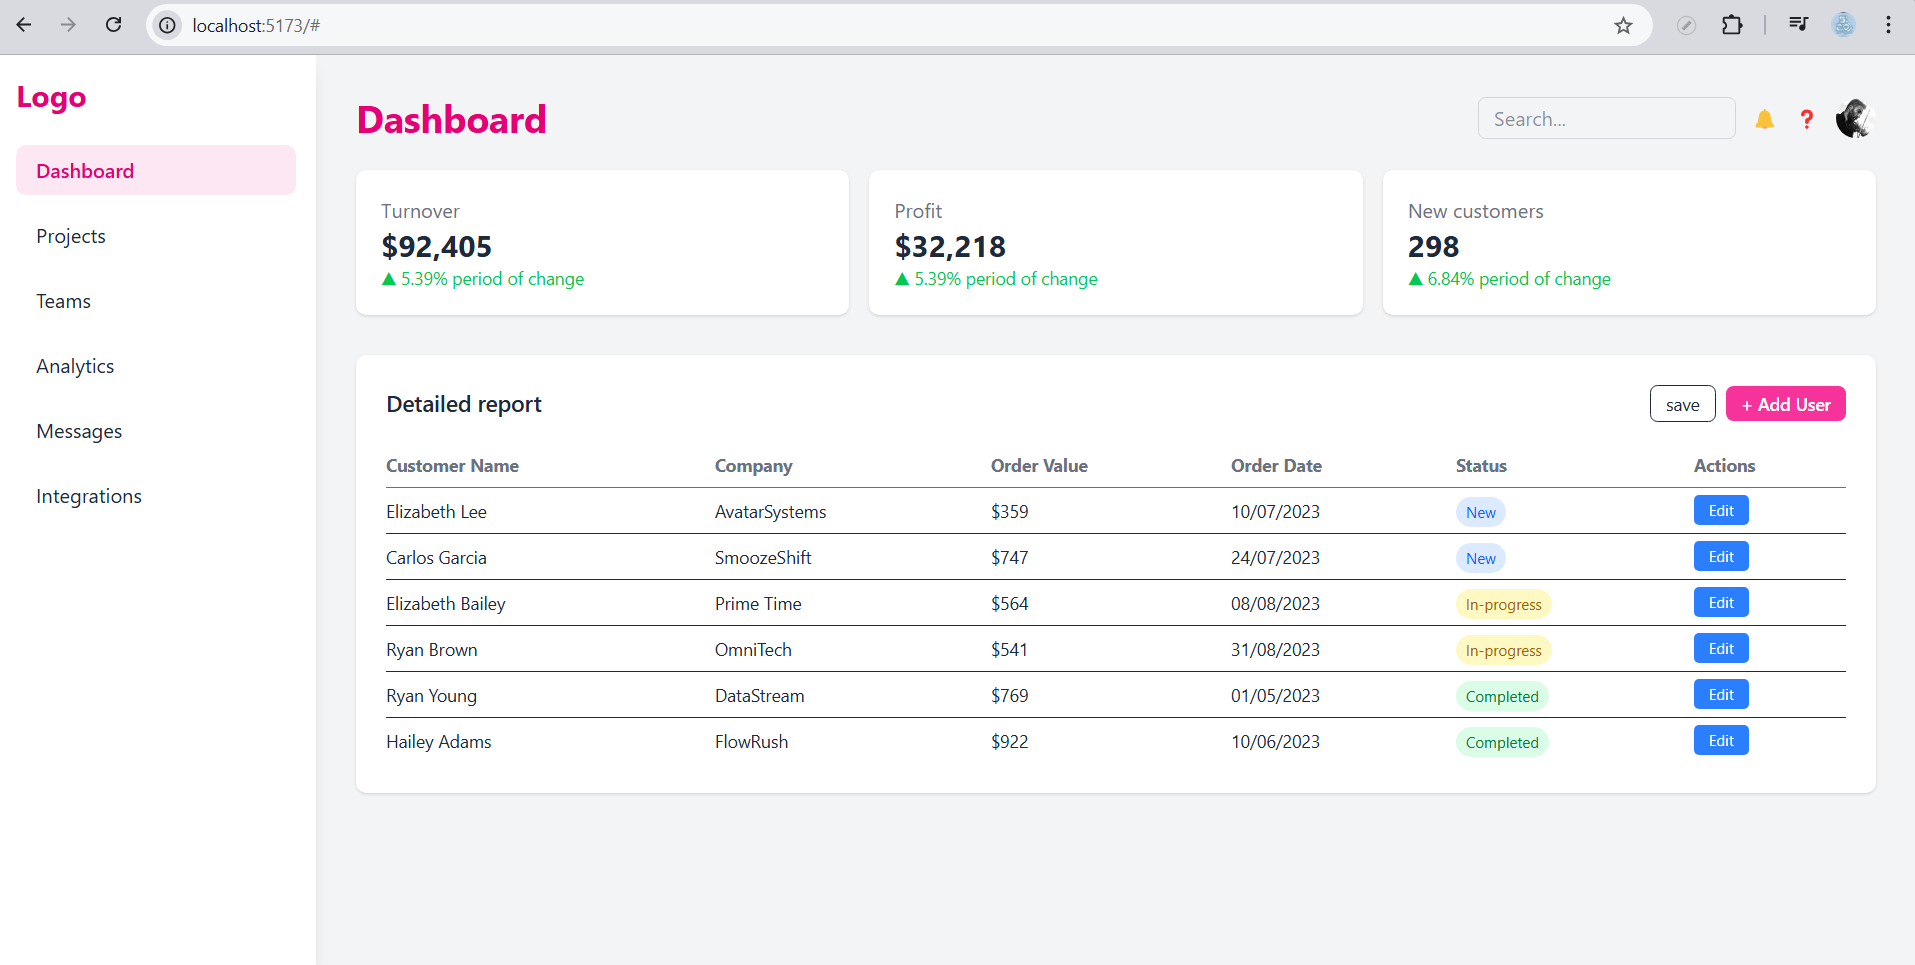 localhost:5173/#
Logo
Dashboard
Projects
Teams
Analytics
Messages
Integrations
Dashboard
Search...
?
Turnover
$92,405
▲ 5.39% period of change
Profit
$32,218
▲ 5.39% period of change
New customers
298
▲ 6.84% period of change
Detailed report
save
+ Add User
Customer Name Company Order Value Order Date Status Actions
Elizabeth Lee AvatarSystems $359 10/07/2023 New Edit
Carlos Garcia SmoozeShift $747 24/07/2023 New Edit
Elizabeth Bailey Prime Time $564 08/08/2023 In-progress Edit
Ryan Brown OmniTech $541 31/08/2023 In-progress Edit
Ryan Young DataStream $769 01/05/2023 Completed Edit
Hailey Adams FlowRush $922 10/06/2023 Completed Edit